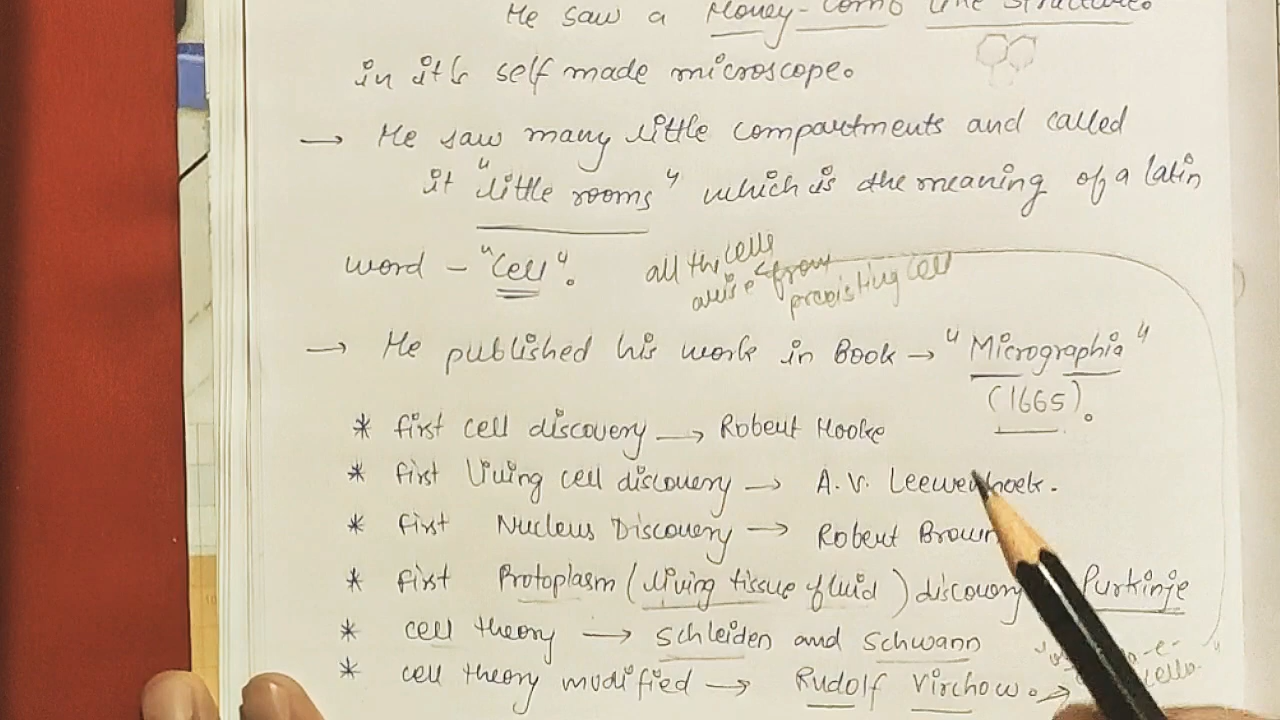 He saw a Honey-comb like structure.
in it's self made microscope.
→ He saw many little compartments and called
it "little rooms" which is the meaning of a latin
word - "Cell".
all the cells
arise from
prexisting cell
→ He published his work in Book → "Micrographia"
(1665).
* first cell discovery → Robert Hooke
* first living cell discovery → A.V. Leewenhoek.
* first Nucleus Discovery → Robert Brown
* first Protoplasm (living tissue fluid) discovery Purkinje
* cell theory → Schleiden and Schwann
* cell theory modified → Rudolf Virchow. →